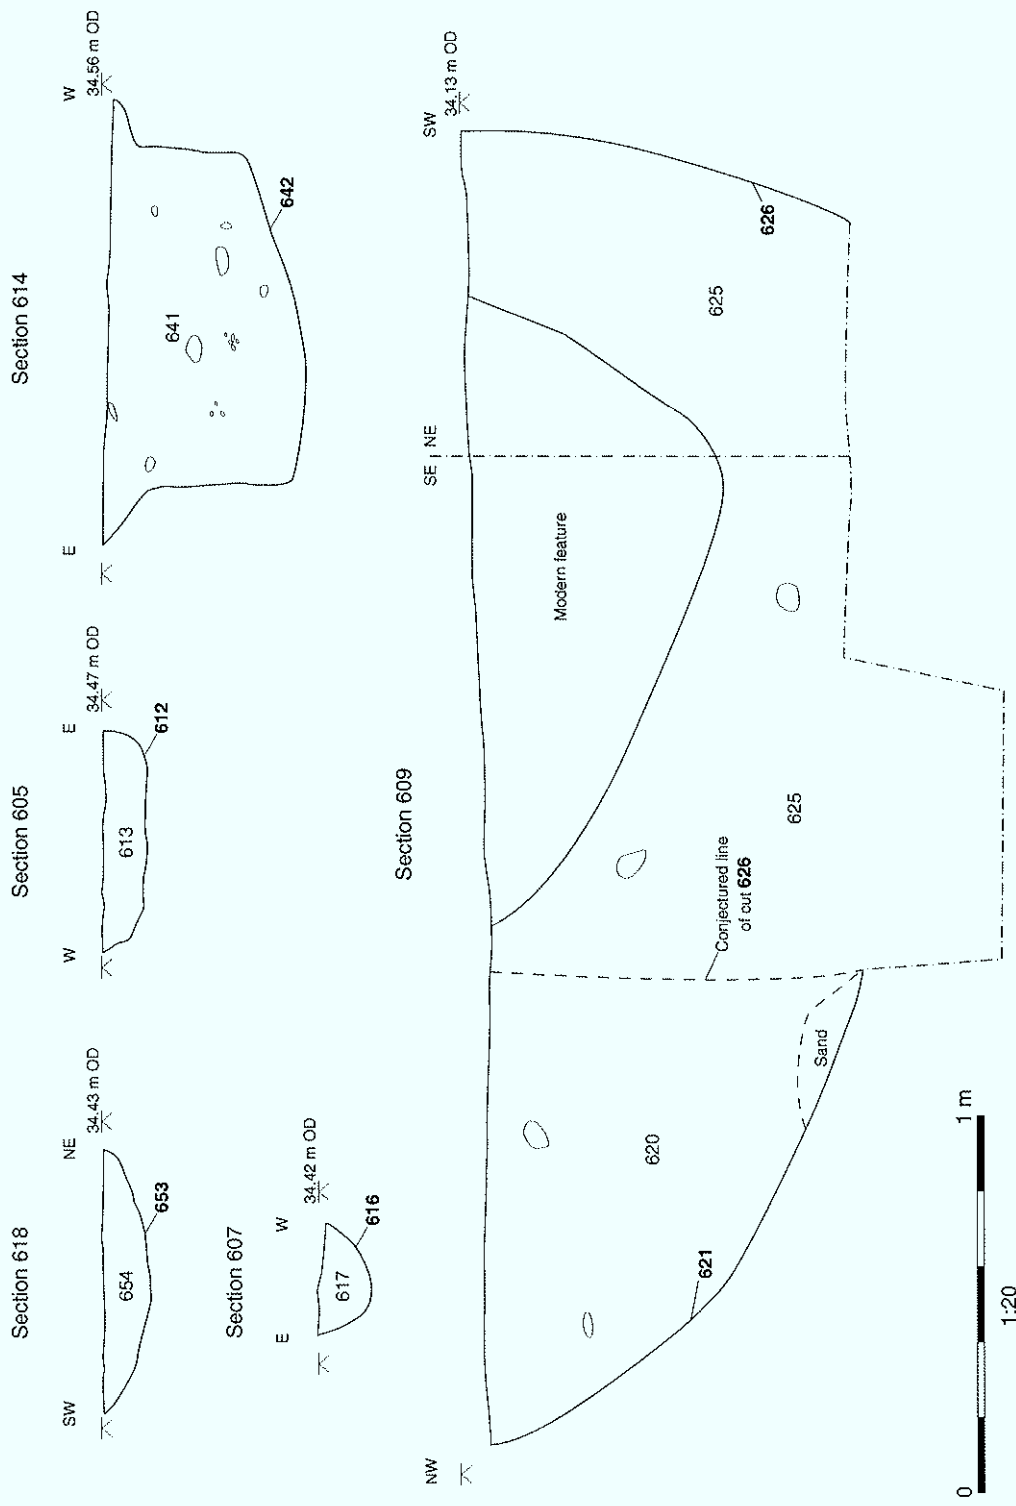 Section 618
SW
NE
34.43 m OD
654
653
Section 605
W
E
34.47 m OD
613
612
Section 614
E
W
34.56 m OD
641
642
Section 607
E
W
34.42 m OD
617
616
Section 609
NW
SE
NE
SW
34.13 m OD
Modern feature
621
620
Sand
Conjectured line
of cut 626
625
625
626
0
1 m
1:20